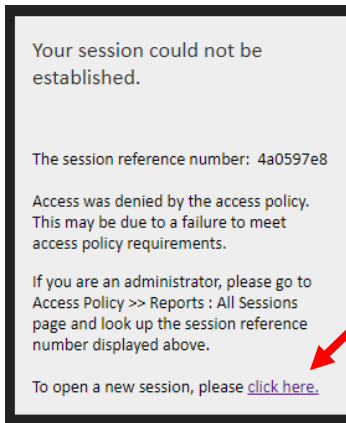 Your session could not be
established.
The session reference number: 4a0597e8
Access was denied by the access policy.
This may be due to a failure to meet
access policy requirements.
If you are an administrator, please go to
Access Policy >> Reports : All Sessions
page and look up the session reference
number displayed above.
To open a new session, please click here.